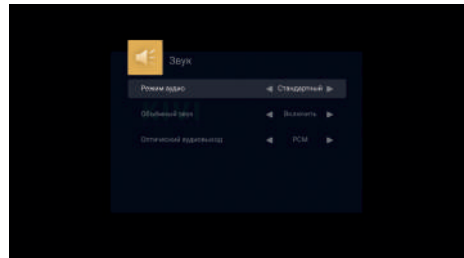 Звук
Режим аудио Стандартный
Объёмный звук Включить
Оптический аудиовыход PCM